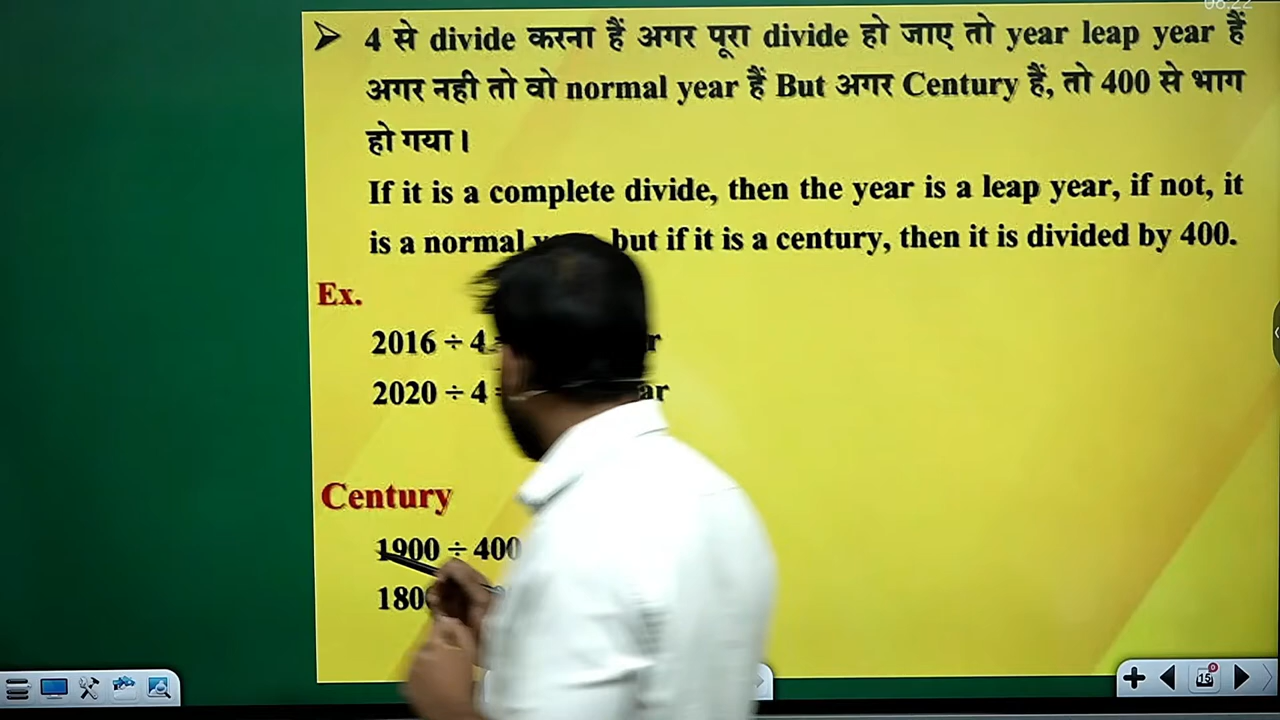 ➤ 4 से divide करना हैं अगर पूरा divide हो जाए तो year leap year हैं
अगर नही तो वो normal year हैं But अगर Century हैं, तो 400 से भाग
हो गया।
If it is a complete divide, then the year is a leap year, if not, it
is a normal but if it is a century, then it is divided by 400.
Ex.
2016 ÷ 4
2020 ÷ 4
Century
1900 ÷ 400
15